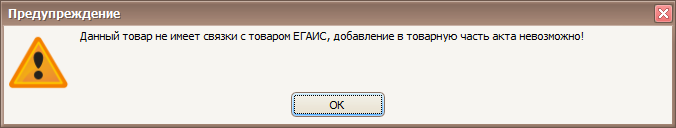 Предупреждение
Данный товар не имеет связки с товаром ЕГАИС, добавление в товарную часть акта невозможно!
OK